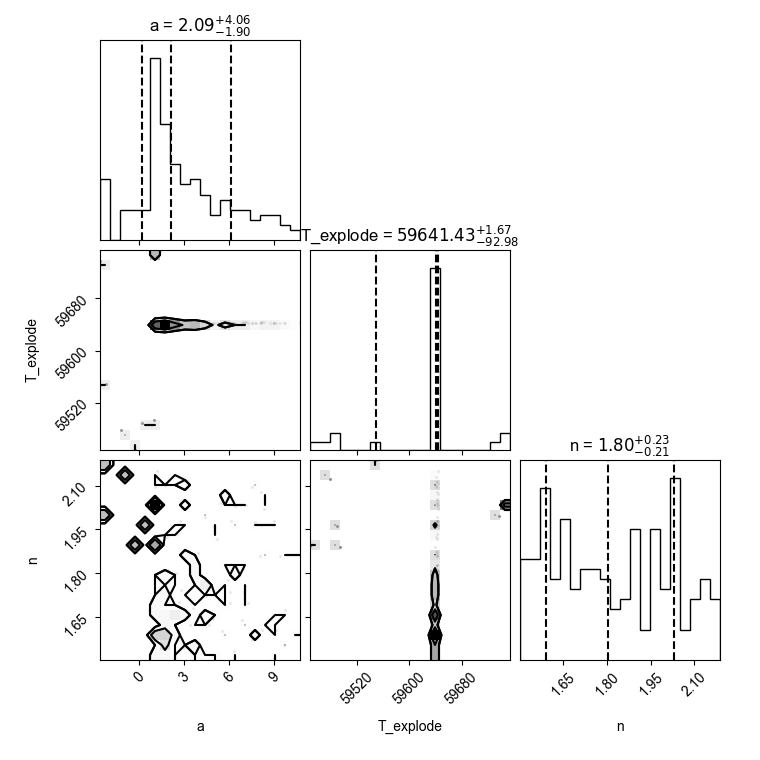 a = 2.09^{+4.06}_{-1.90}
T_explode = 59641.43^{+1.67}_{-92.98}
59680
59600
59520
T_explode
n = 1.80^{+0.23}_{-0.21}
2.10
1.95
1.80
1.65
n
0 3 6 9
59520 59600 59680
1.65 1.80 1.95 2.10
a T_explode n